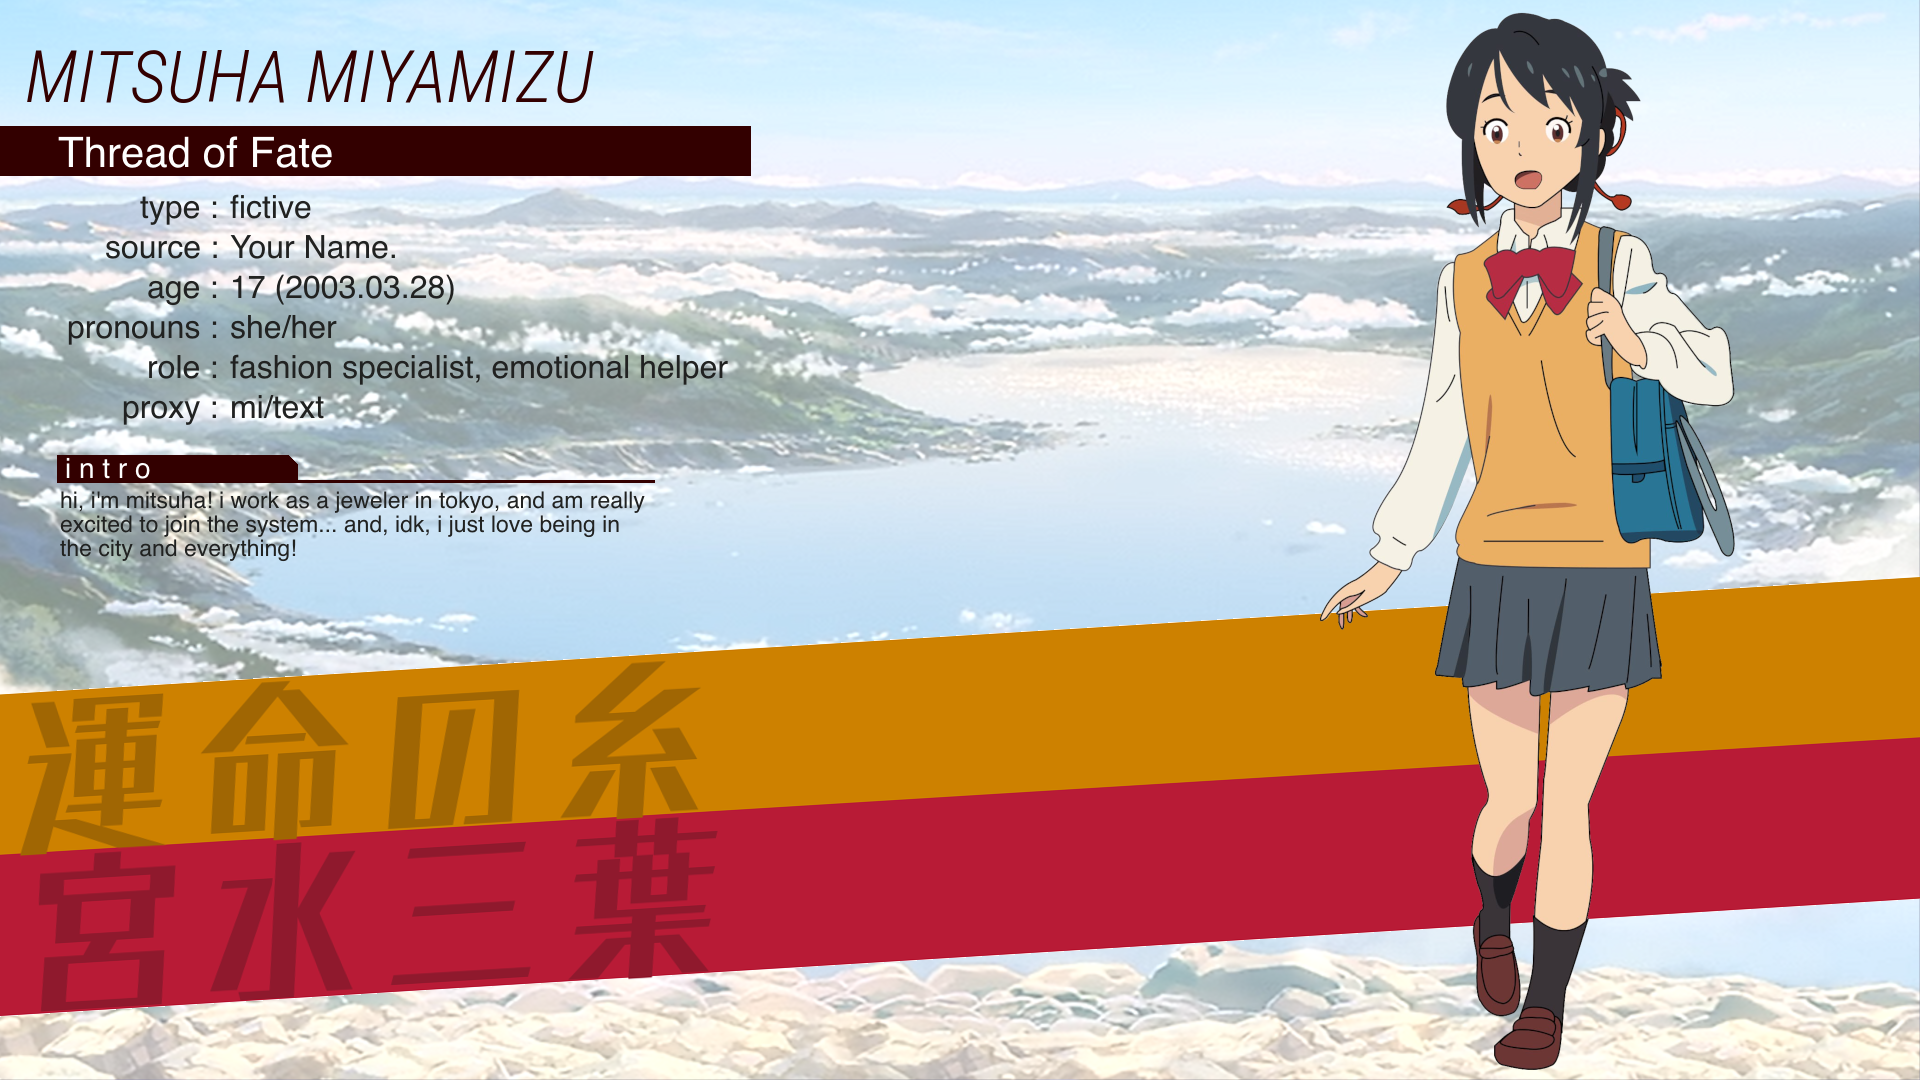 MITSUHA MIYAMIZU
Thread of Fate
type : fictive
source : Your Name.
age : 17 (2003.03.28)
pronouns : she/her
role : fashion specialist, emotional helper
proxy : mi/text
intro
hi, i'm mitsuha! i work as a jeweler in tokyo, and am really
excited to join the system... and, idk, i just love being in
the city and everything!
運命の糸
宮水三葉